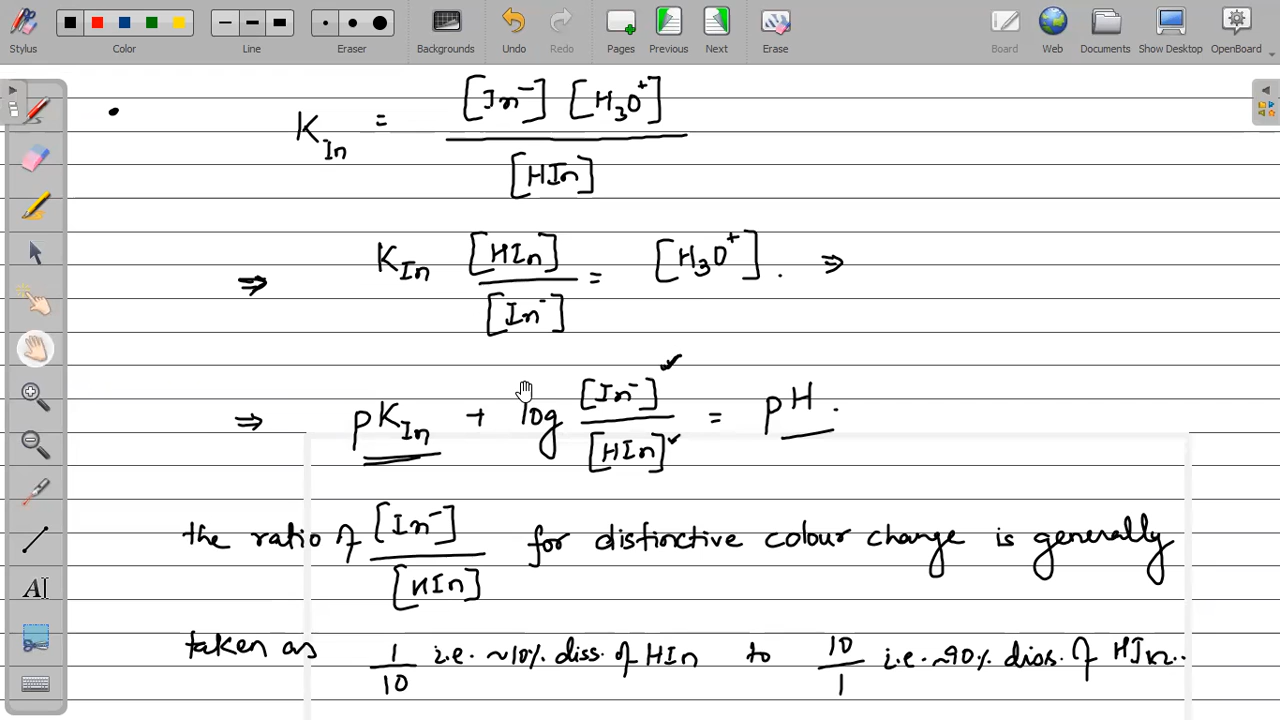 Stylus Color Line Eraser Backgrounds Undo Redo Pages Previous Next Erase Board Web Documents Show Desktop OpenBoard
• K_In = [In⁻] [H₃O⁺] / [HIn]
⇒ K_In [HIn] / [In⁻] = [H₃O⁺] . ⇒
⇒ pK_In + log [In⁻] ✓ / [HIn] ✓ = pH .
the ratio of [In⁻] / [HIn] for distinctive colour change is generally
taken as 1/10 i.e. ~10% diss. of HIn to 10/1 i.e. ~90% diss. of HIn..